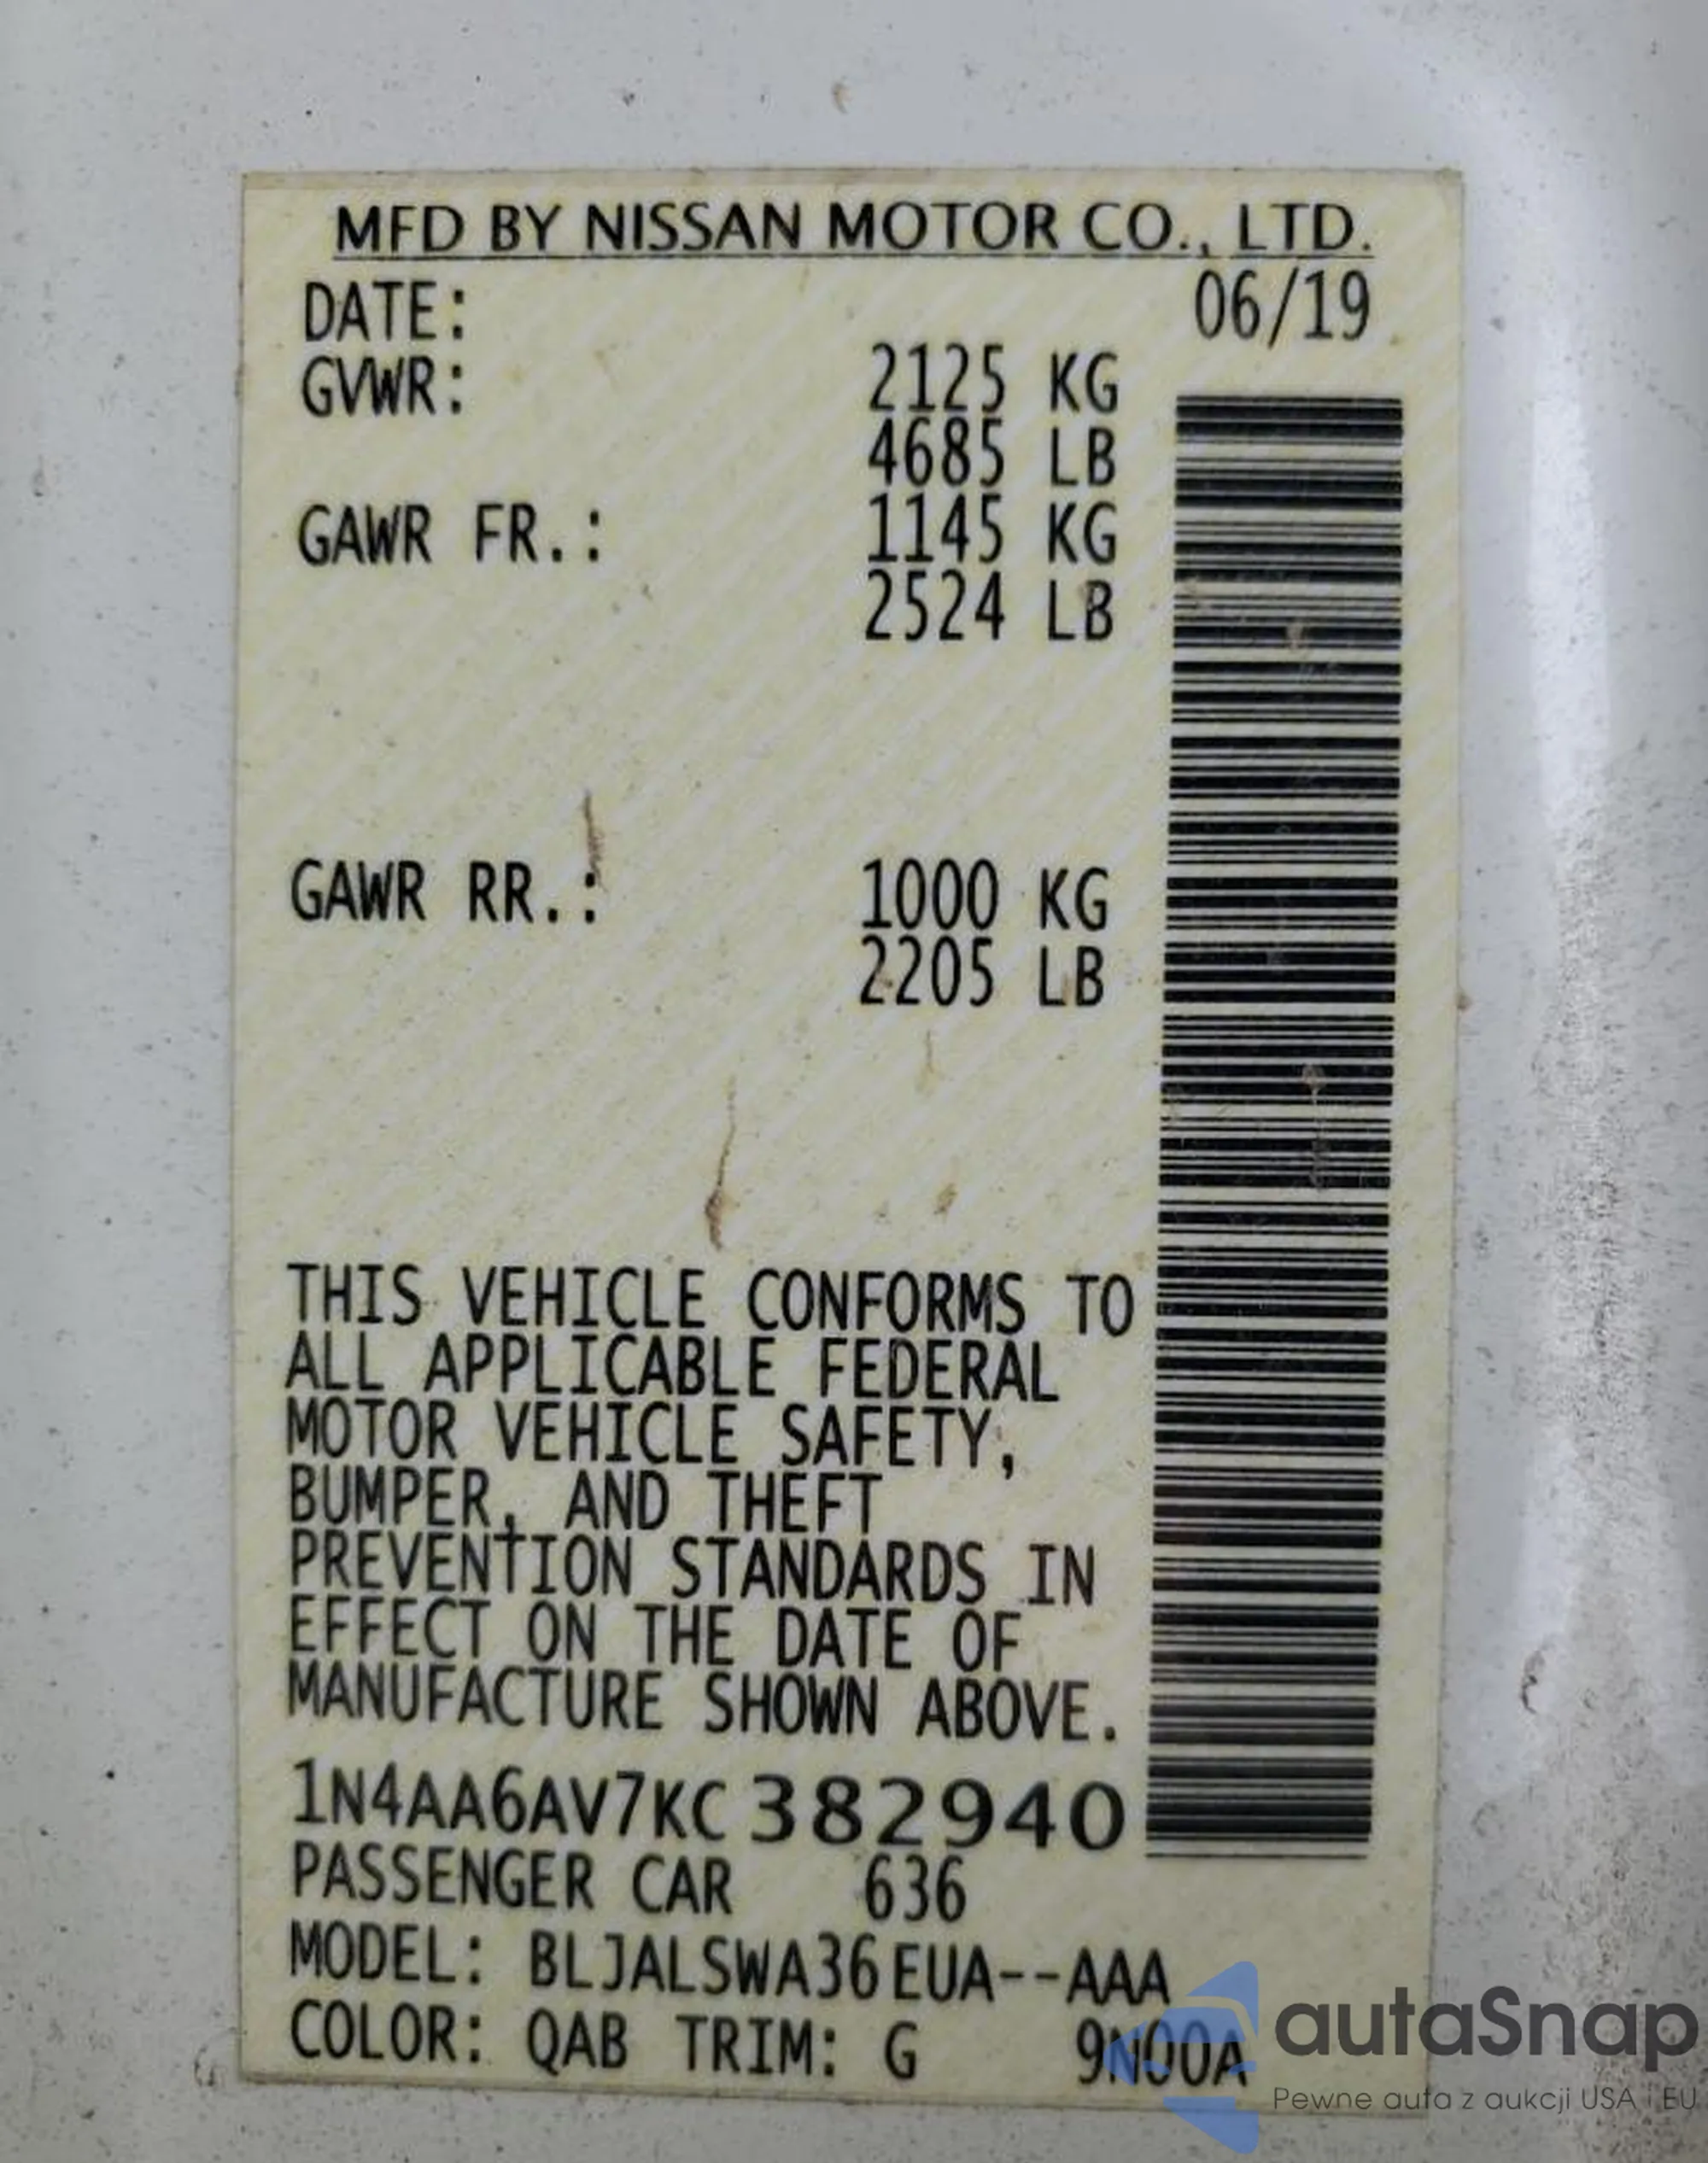 MFD BY NISSAN MOTOR CO., LTD.
DATE: 06/19
GVWR: 2125 KG
4685 LB
GAWR FR.: 1145 KG
2524 LB
GAWR RR.: 1000 KG
2205 LB
THIS VEHICLE CONFORMS TO
ALL APPLICABLE FEDERAL
MOTOR VEHICLE SAFETY,
BUMPER, AND THEFT
PREVENTION STANDARDS IN
EFFECT ON THE DATE OF
MANUFACTURE SHOWN ABOVE.
1N4AA6AV7KC382940
PASSENGER CAR 636
MODEL: BLJALSWA36EUA--AAA
COLOR: QAB TRIM: G 9N00A
autaSnap
Pewne auta z aukcji USA i EU